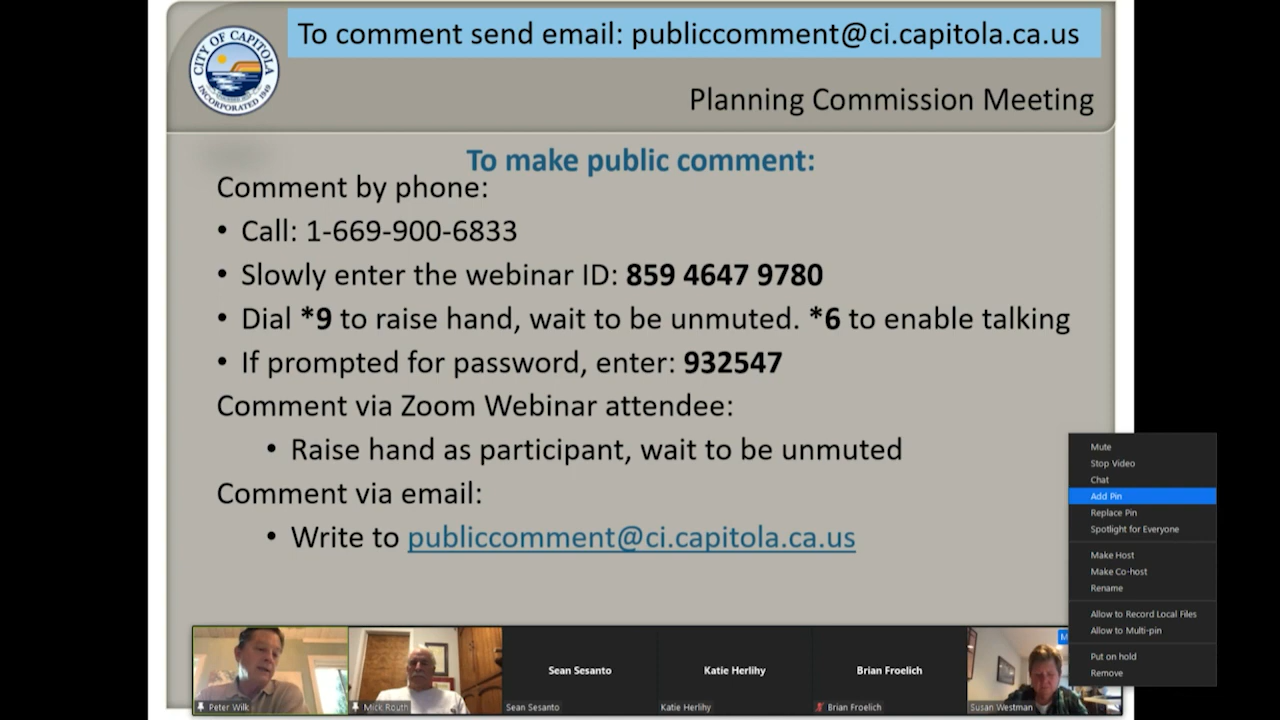 To comment send email: publiccomment@ci.capitola.ca.us
CITY OF CAPITOLA
INCORPORATED 1949
Planning Commission Meeting
To make public comment:
Comment by phone:
• Call: 1-669-900-6833
• Slowly enter the webinar ID: 859 4647 9780
• Dial *9 to raise hand, wait to be unmuted. *6 to enable talking
• If prompted for password, enter: 932547
Comment via Zoom Webinar attendee:
• Raise hand as participant, wait to be unmuted
Comment via email:
• Write to publiccomment@ci.capitola.ca.us
Mute
Stop Video
Chat
Add Pin
Replace Pin
Spotlight for Everyone
Make Host
Make Co-host
Rename
Allow to Record Local Files
Allow to Multi-pin
Put on hold
Remove
Peter Wilk
Mick Routh
Sean Sesanto
Sean Sesanto
Katie Herlihy
Katie Herlihy
Brian Froelich
Brian Froelich
Susan Westman